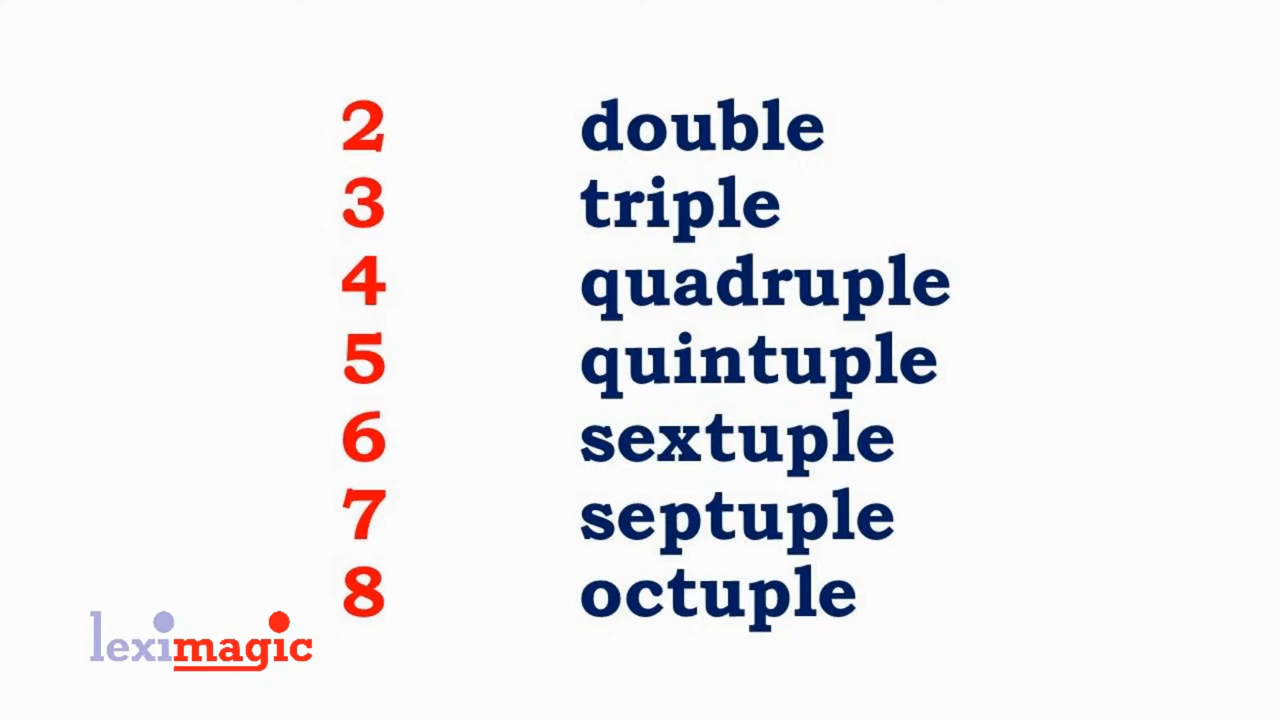 2 double
3 triple
4 quadruple
5 quintuple
6 sextuple
7 septuple
8 octuple
leximagic